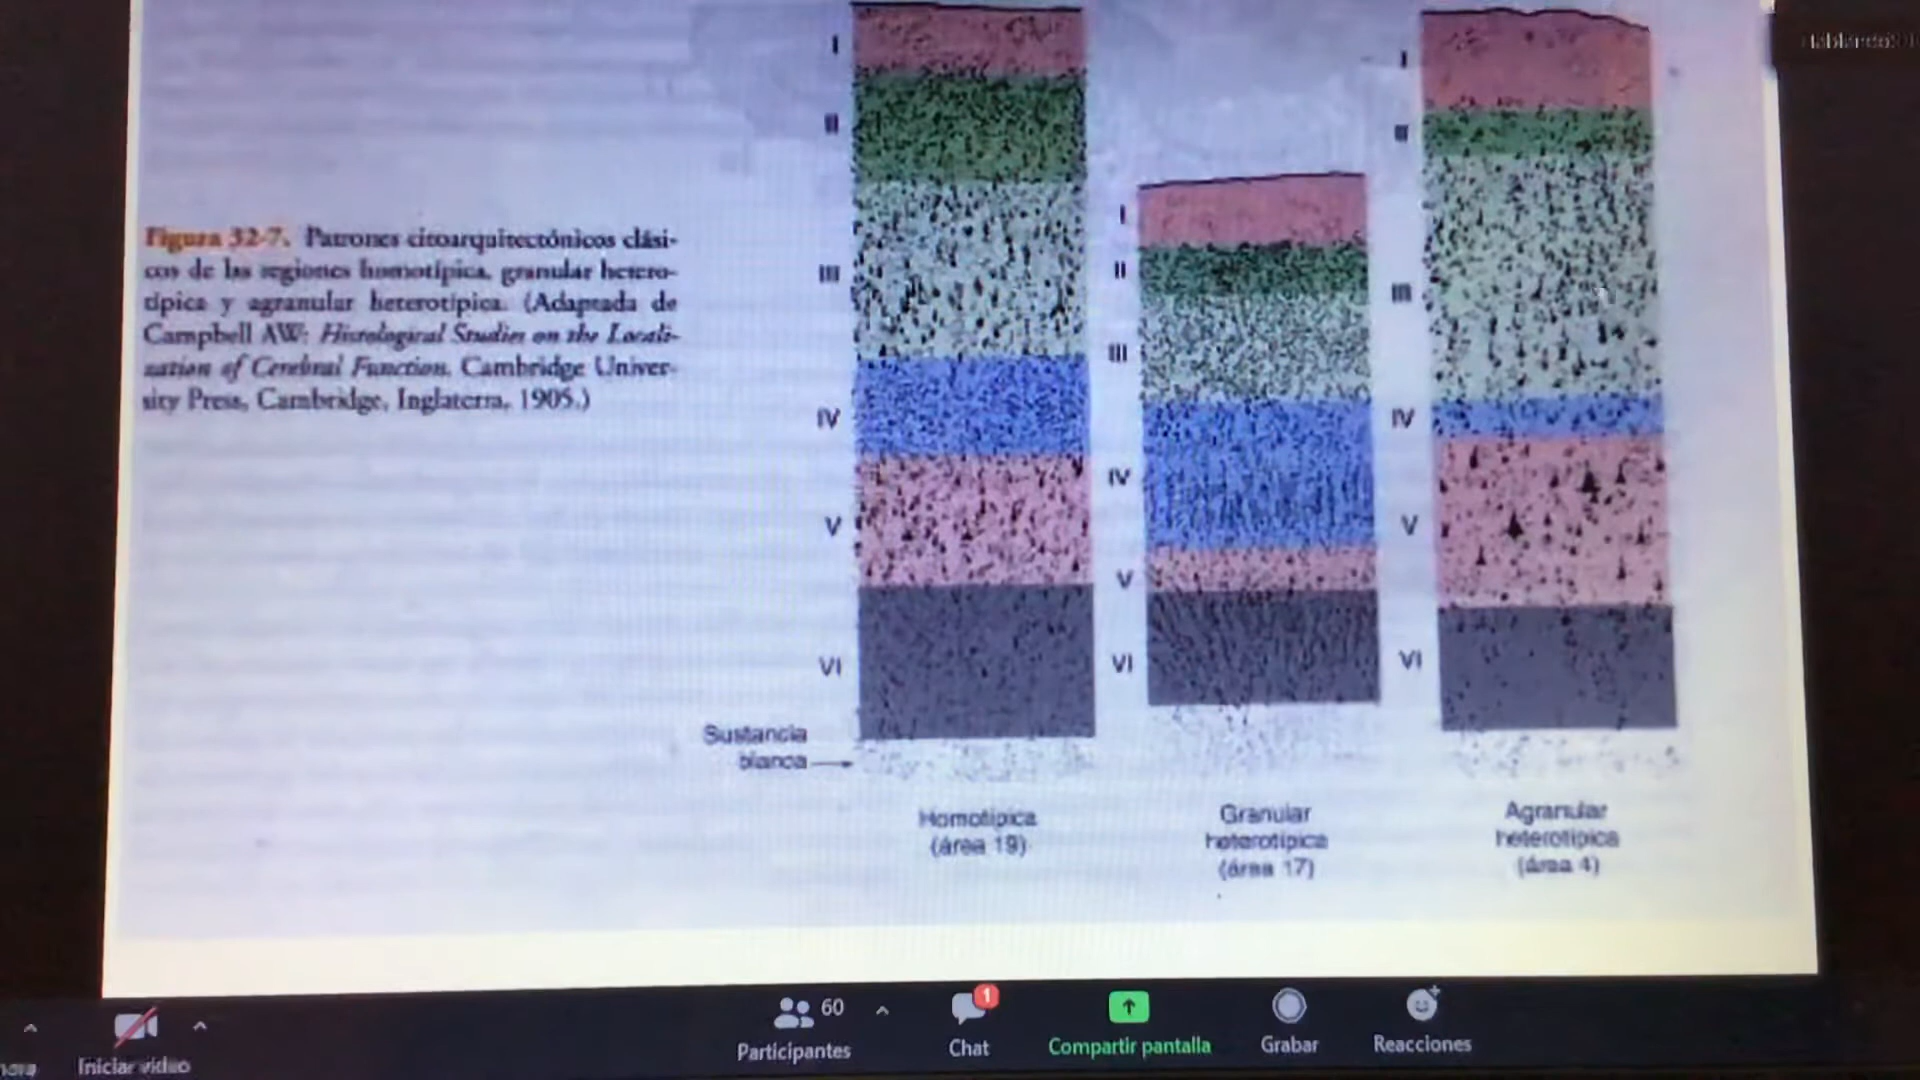 Figura 32-7. Patrones citoarquitectónicos clási-
cos de las regiones homotípica, granular hetero-
típica y agranular heterotípica. (Adaptada de
Campbell AW: Histological Studies on the Locali-
zation of Cerebral Function. Cambridge Univer-
sity Press, Cambridge, Inglaterra, 1905.)
I
II
III
IV
V
VI
Sustancia
blanca
Homotípica
(área 19)
I
II
III
IV
V
VI
Granular
heterotípica
(área 17)
I
II
III
IV
V
VI
Agranular
heterotípica
(área 4)
Iniciar video
60
Participantes
1
Chat
Compartir pantalla
Grabar
Reacciones